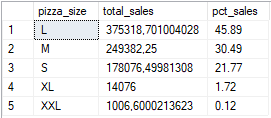 pizza_size total_sales pct_sales
1 L 375318,701004028 45.89
2 M 249382,25 30.49
3 S 178076,49981308 21.77
4 XL 14076 1.72
5 XXL 1006,6000213623 0.12